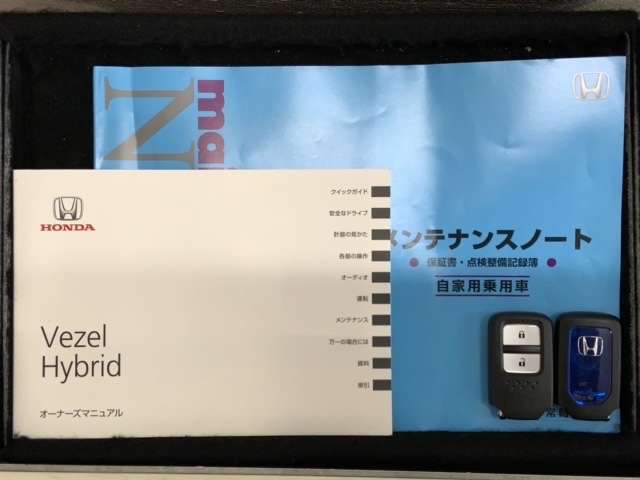 HONDA
Vezel
Hybrid
オーナーズマニュアル
クイックガイド
安全なドライブ
計器の見かた
各部の操作
オーディオ
運転
メンテナンス
万一の場合には
資料
索引
メンテナンスノート
● 保証書・点検整備記録簿 ●
自家用乗用車